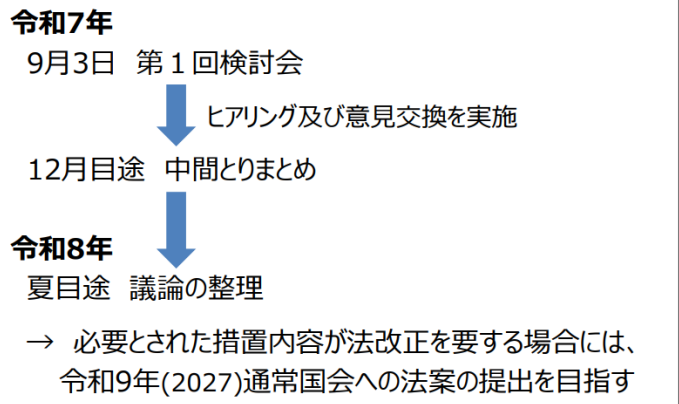 令和7年
9月3日 第１回検討会
ヒアリング及び意見交換を実施
12月目途 中間とりまとめ
令和8年
夏目途 議論の整理
→ 必要とされた措置内容が法改正を要する場合には、
令和9年(2027)通常国会への法案の提出を目指す